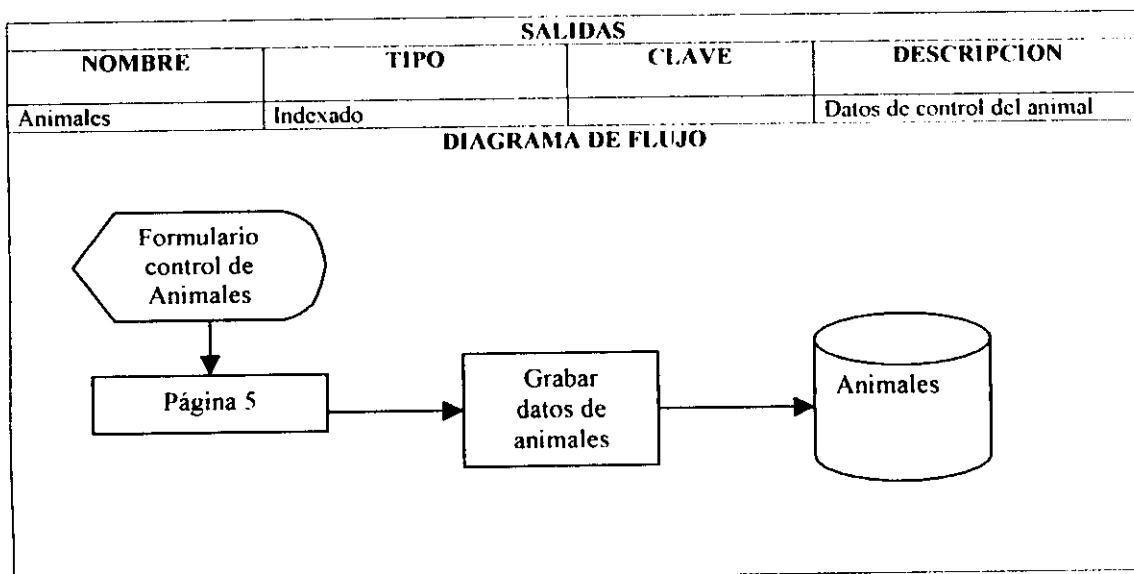 SALIDAS
NOMBRE TIPO CLAVE DESCRIPCION
Animales Indexado Datos de control del animal
DIAGRAMA DE FLUJO
Formulario
control de
Animales
Página 5
Grabar
datos de
animales
Animales